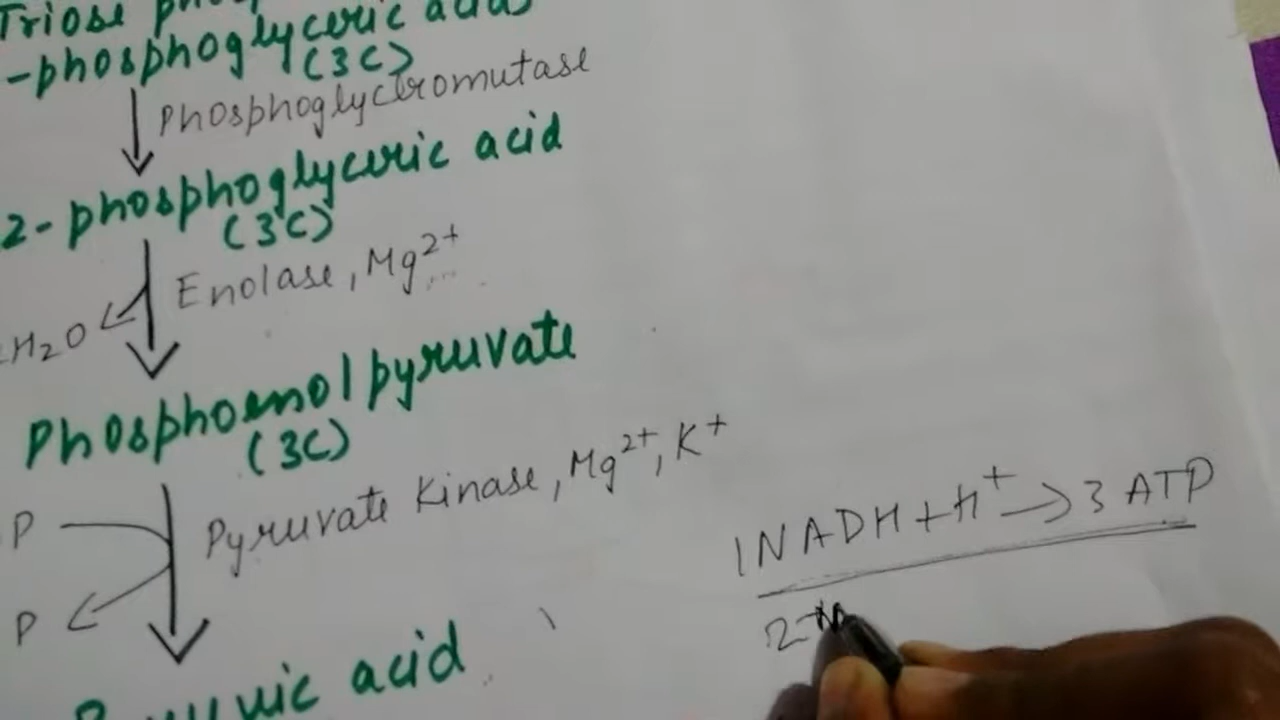 Triose
-phosphoglyceric acid
(3C)
Phosphoglyceromutase
2-phosphoglyceric acid
(3C)
Enolase, Mg2+
H2O
Phosphoenolpyruvate
(3C)
Pyruvate Kinase, Mg2+, K+
P
P
acid
1NADH+H+ → 3 ATP
2